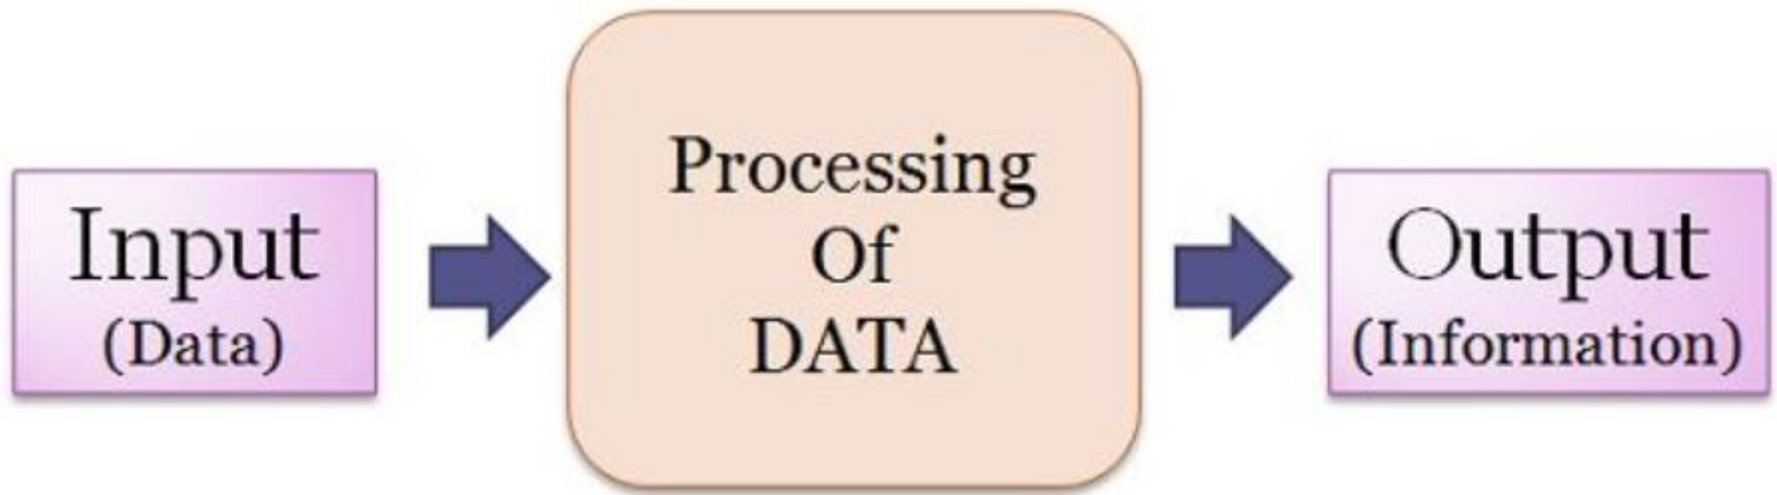 Input
(Data)
Processing
Of
DATA
Output
(Information)